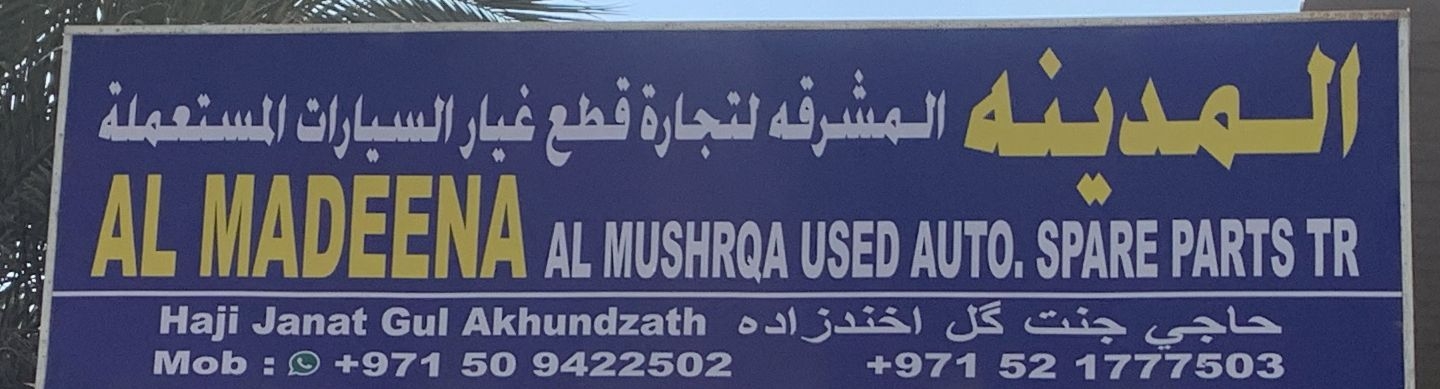 المدينه المشرقه لتجارة قطع غيار السيارات المستعملة
AL MADEENA AL MUSHRQA USED AUTO. SPARE PARTS TR
Haji Janat Gul Akhundzath حاجي جنت گل اخندزاده
Mob : +971 50 9422502 +971 52 1777503